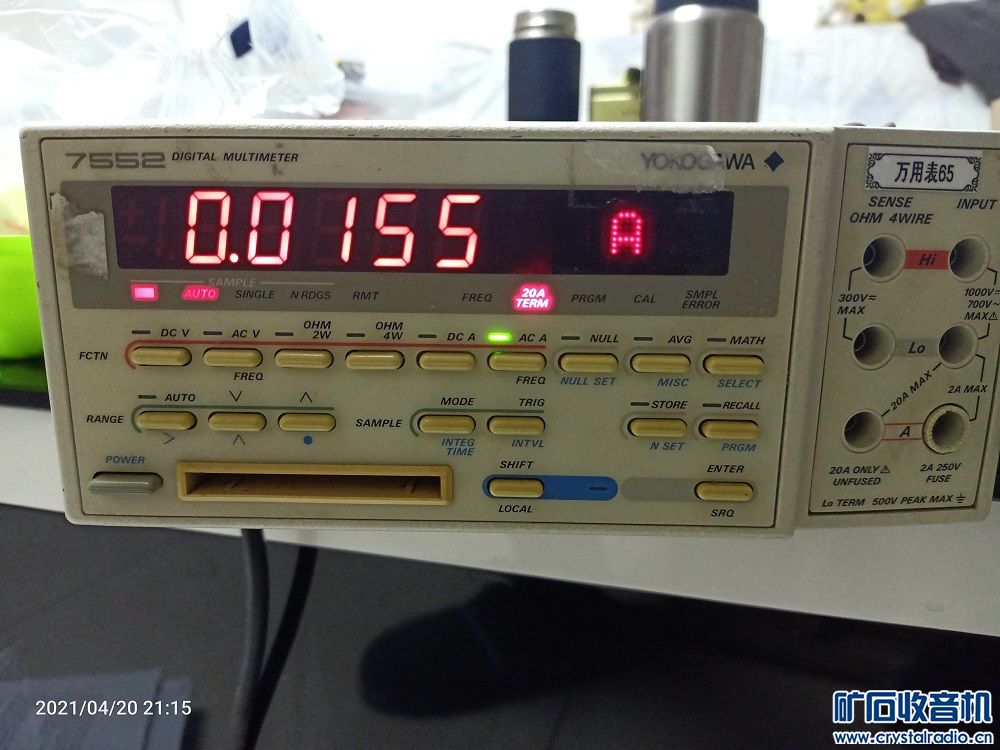 7552 DIGITAL MULTIMETER
YOKOGAWA
0.0155 A
SAMPLE
AUTO SINGLE N RDGS RMT FREQ 20A TERM PRGM CAL SMPL ERROR
DC V AC V OHM 2W OHM 4W DC A AC A NULL AVG MATH
FCTN
FREQ FREQ NULL SET MISC SELECT
AUTO MODE TRIG STORE RECALL
RANGE SAMPLE
INTEG TIME INTVL N SET PRGM
POWER SHIFT ENTER
LOCAL SRQ
万用表65
SENSE INPUT
OHM 4WIRE
Hi
300V≂ MAX
1000V⎓ 700V~ MAX⚠
Lo
20A MAX
2A MAX
A
20A ONLY⚠ UNFUSED
2A 250V FUSE
Lo TERM 500V PEAK MAX ⏚
2021/04/20 21:15
矿石收音机
www.crystalradio.cn